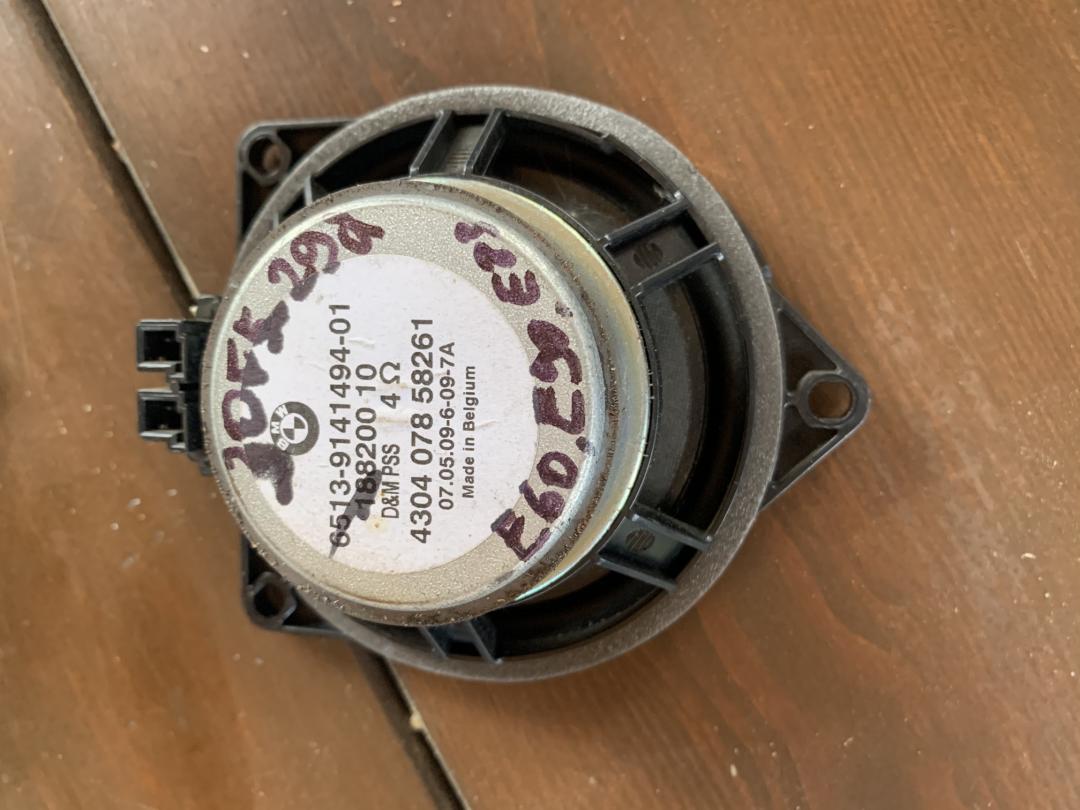 BMW
6513-9141494-01
188200 10
D&M PSS 4 Ω
4304 078 58261
07.05.09-6-09-7A
Made in Belgium
E60.E90.